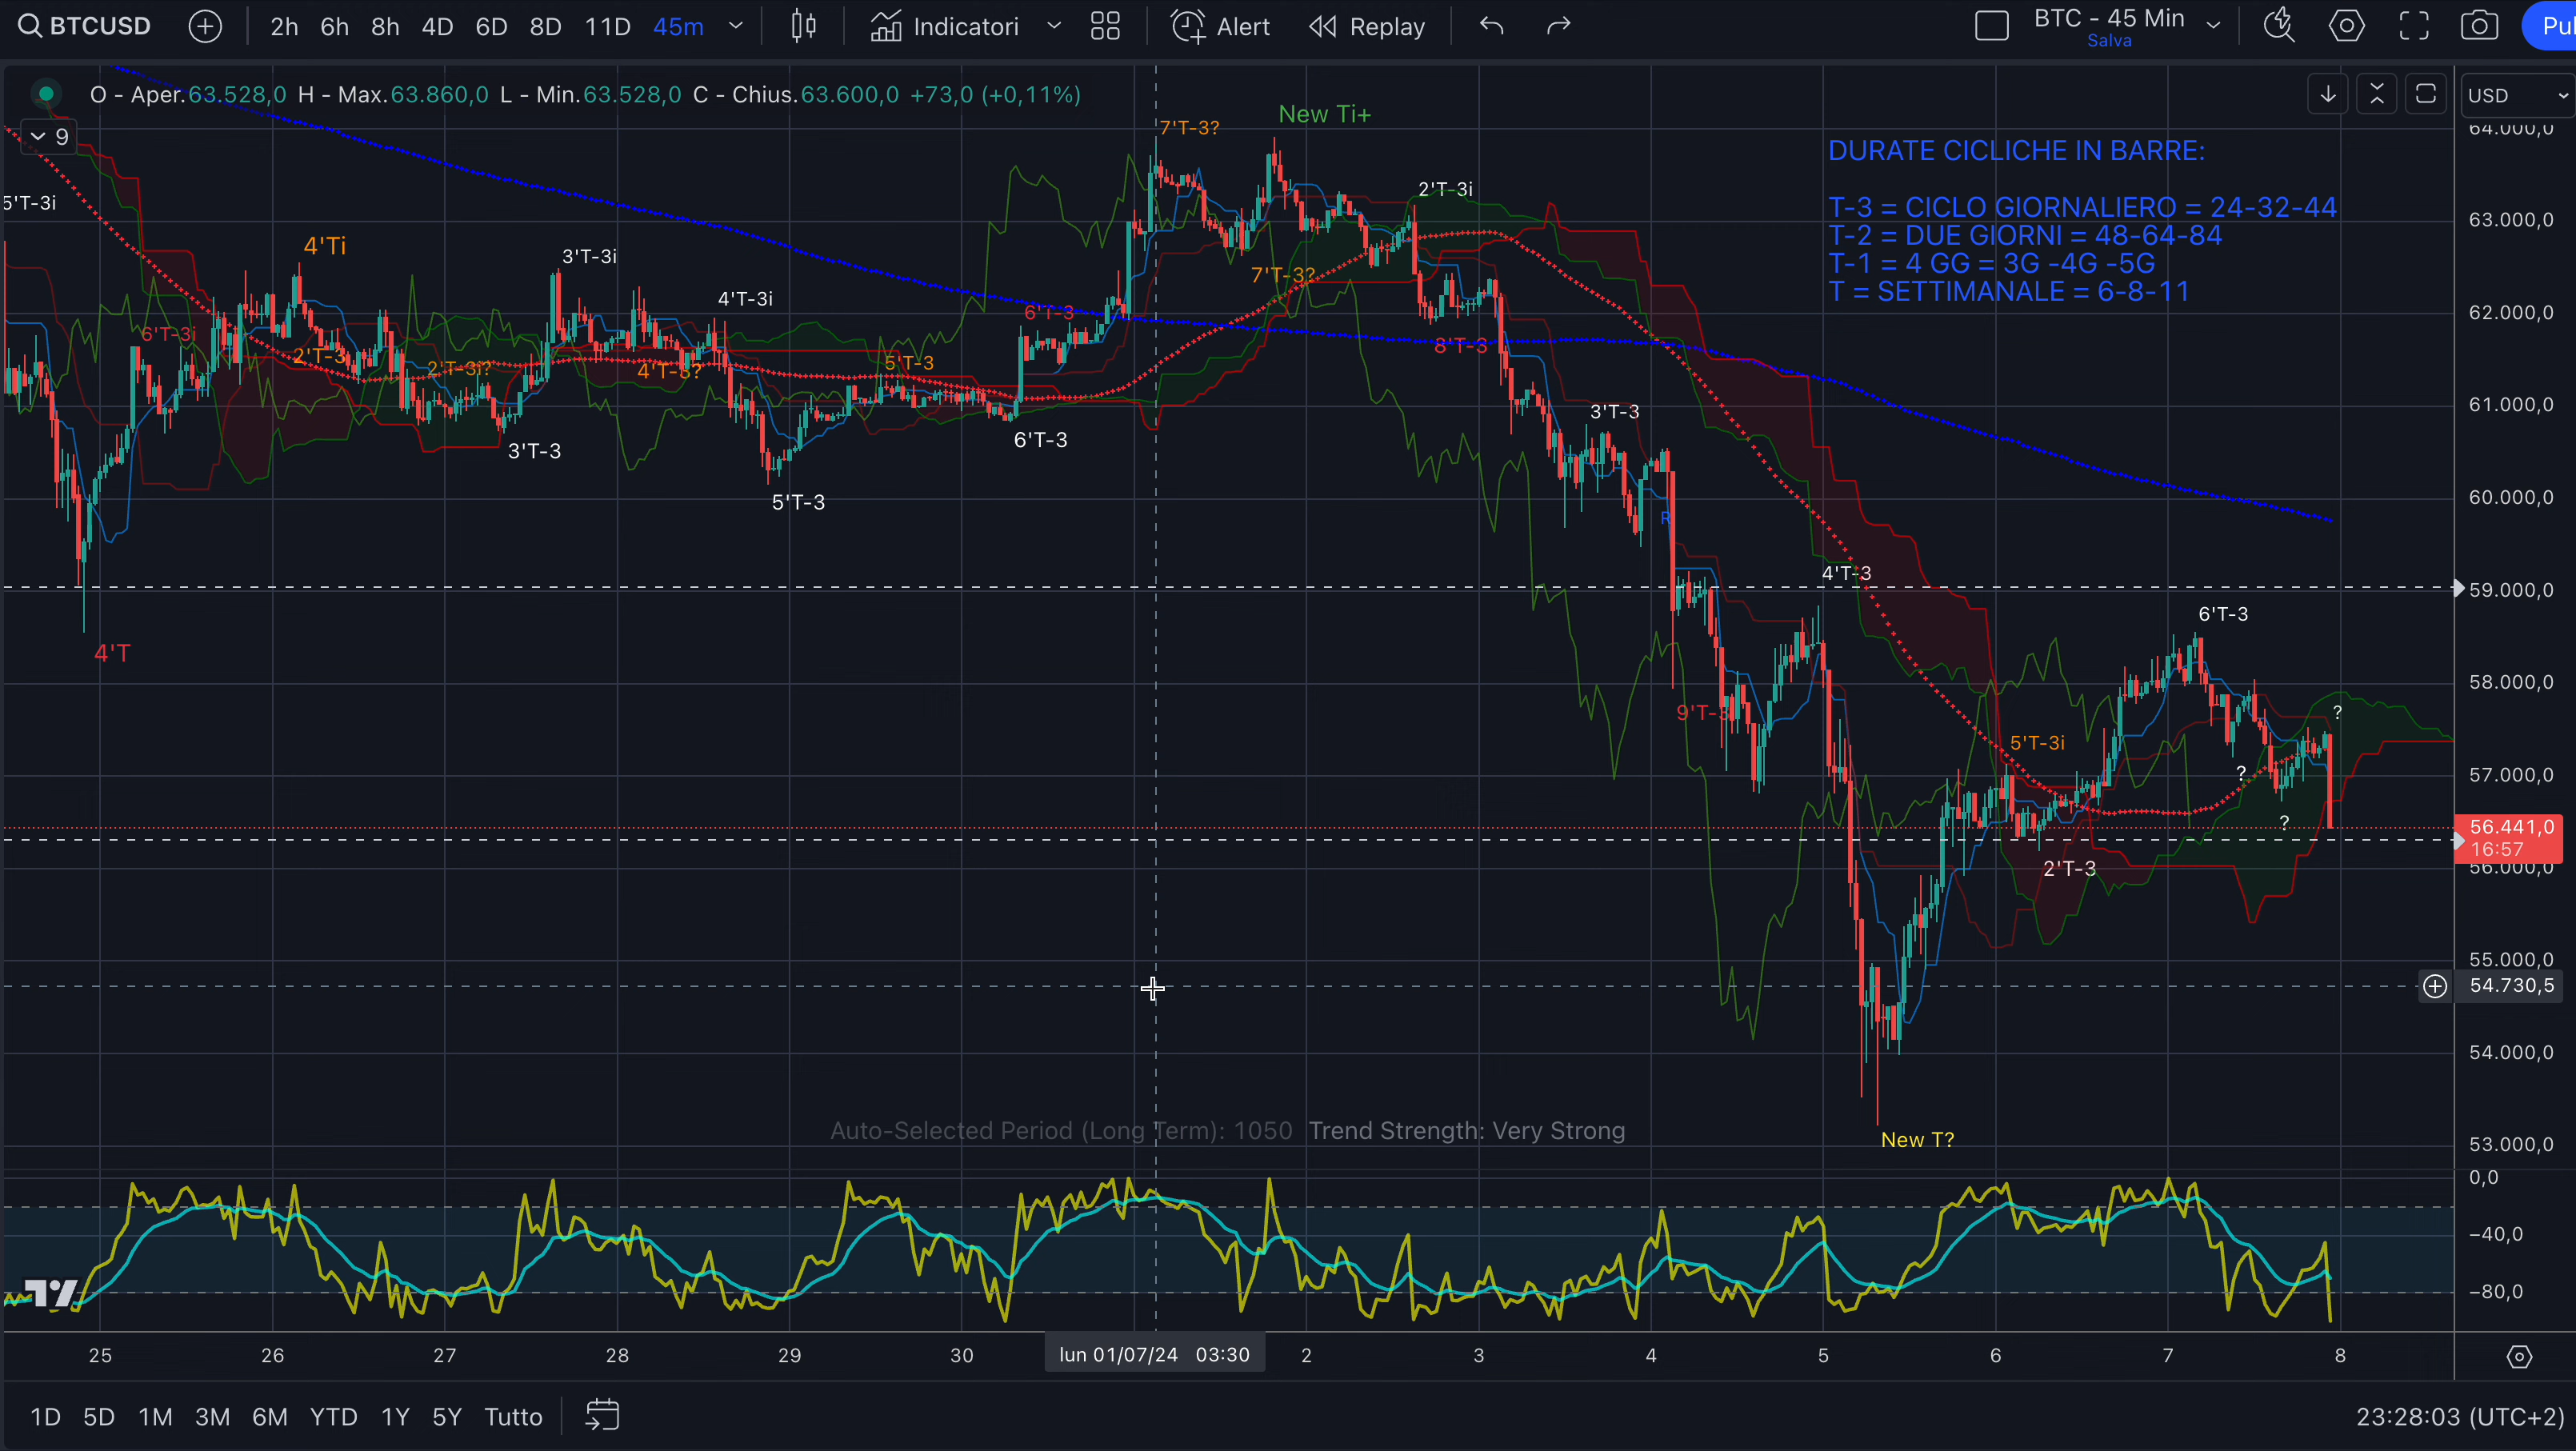 BTCUSD 2h 6h 8h 4D 6D 8D 11D 45m Indicatori Alert Replay BTC - 45 Min
Salva
O - Aper.63.528,0 H - Max.63.860,0 L - Min.63.528,0 C - Chius.63.600,0 +73,0 (+0,11%)
USD
9
New Ti+
7'T-3?
64.000,0
DURATE CICLICHE IN BARRE:
5'T-3i
2'T-3i
T-3 = CICLO GIORNALIERO = 24-32-44
63.000,0
T-2 = DUE GIORNI = 48-64-84
4'Ti
3'T-3i
T-1 = 4 GG = 3G -4G -5G
7'T-3?
T = SETTIMANALE = 6-8-11
4'T-3i
6'T-3
62.000,0
6'T-3i
8'T-3
2'T-3
2'T-3i?
4'T-3?
5'T-3
61.000,0
3'T-3
3'T-3
6'T-3
5'T-3
60.000,0
R
4'T-3
59.000,0
6'T-3
4'T
58.000,0
9'T-3
?
5'T-3i
57.000,0
?
?
56.441,0
16:57
56.000,0
2'T-3
55.000,0
54.730,5
54.000,0
Auto-Selected Period (Long Term): 1050 Trend Strength: Very Strong
New T?
53.000,0
0,0
−40,0
−80,0
25 26 27 28 29 30 lun 01/07/24 03:30 2 3 4 5 6 7 8
1D 5D 1M 3M 6M YTD 1Y 5Y Tutto 23:28:03 (UTC+2)